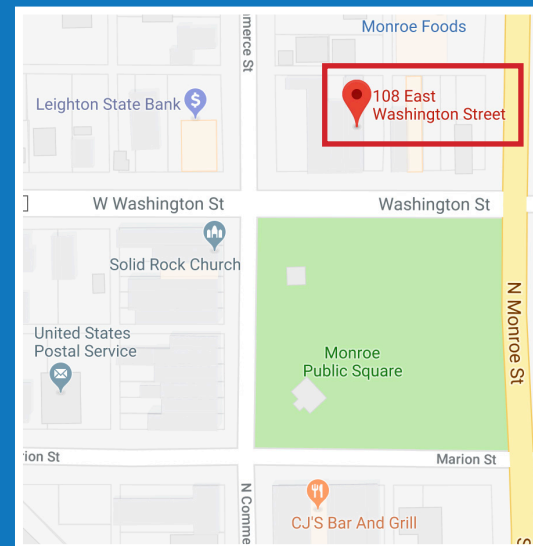 Monroe Foods
merce St
Leighton State Bank
$
108 East
Washington Street
W Washington St
Washington St
Solid Rock Church
N Monroe St
United States
Postal Service
Monroe
Public Square
ion St
Marion St
N Comme
CJ'S Bar And Grill